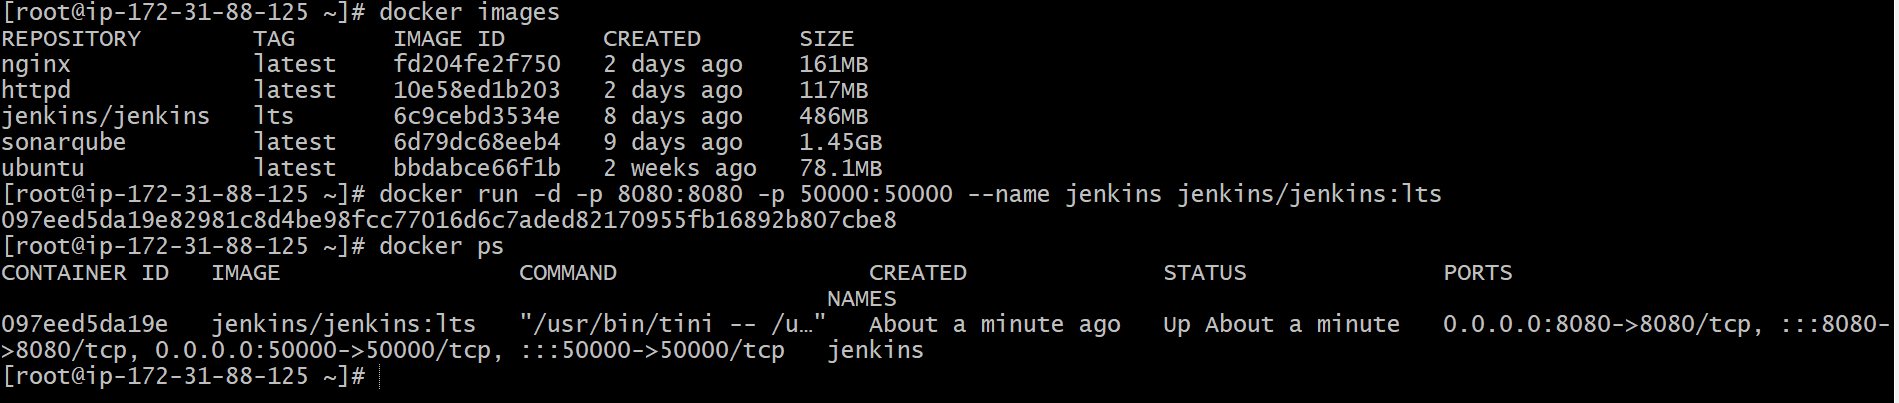 [root@ip-172-31-88-125 ~]# docker images
REPOSITORY        TAG       IMAGE ID       CREATED       SIZE
nginx             latest    fd204fe2f750   2 days ago    161MB
httpd             latest    10e58ed1b203   2 days ago    117MB
jenkins/jenkins   lts       6c9cebd3534e   8 days ago    486MB
sonarqube         latest    6d79dc68eeb4   9 days ago    1.45GB
ubuntu            latest    bbdabce66f1b   2 weeks ago   78.1MB
[root@ip-172-31-88-125 ~]# docker run -d -p 8080:8080 -p 50000:50000 --name jenkins jenkins/jenkins:lts
097eed5da19e82981c8d4be98fcc77016d6c7aded82170955fb16892b807cbe8
[root@ip-172-31-88-125 ~]# docker ps
CONTAINER ID   IMAGE                 COMMAND                  CREATED              STATUS              PORTS
                                                           NAMES
097eed5da19e   jenkins/jenkins:lts   "/usr/bin/tini -- /u…"   About a minute ago   Up About a minute   0.0.0.0:8080->8080/tcp, :::8080-
>8080/tcp, 0.0.0.0:50000->50000/tcp, :::50000->50000/tcp   jenkins
[root@ip-172-31-88-125 ~]#